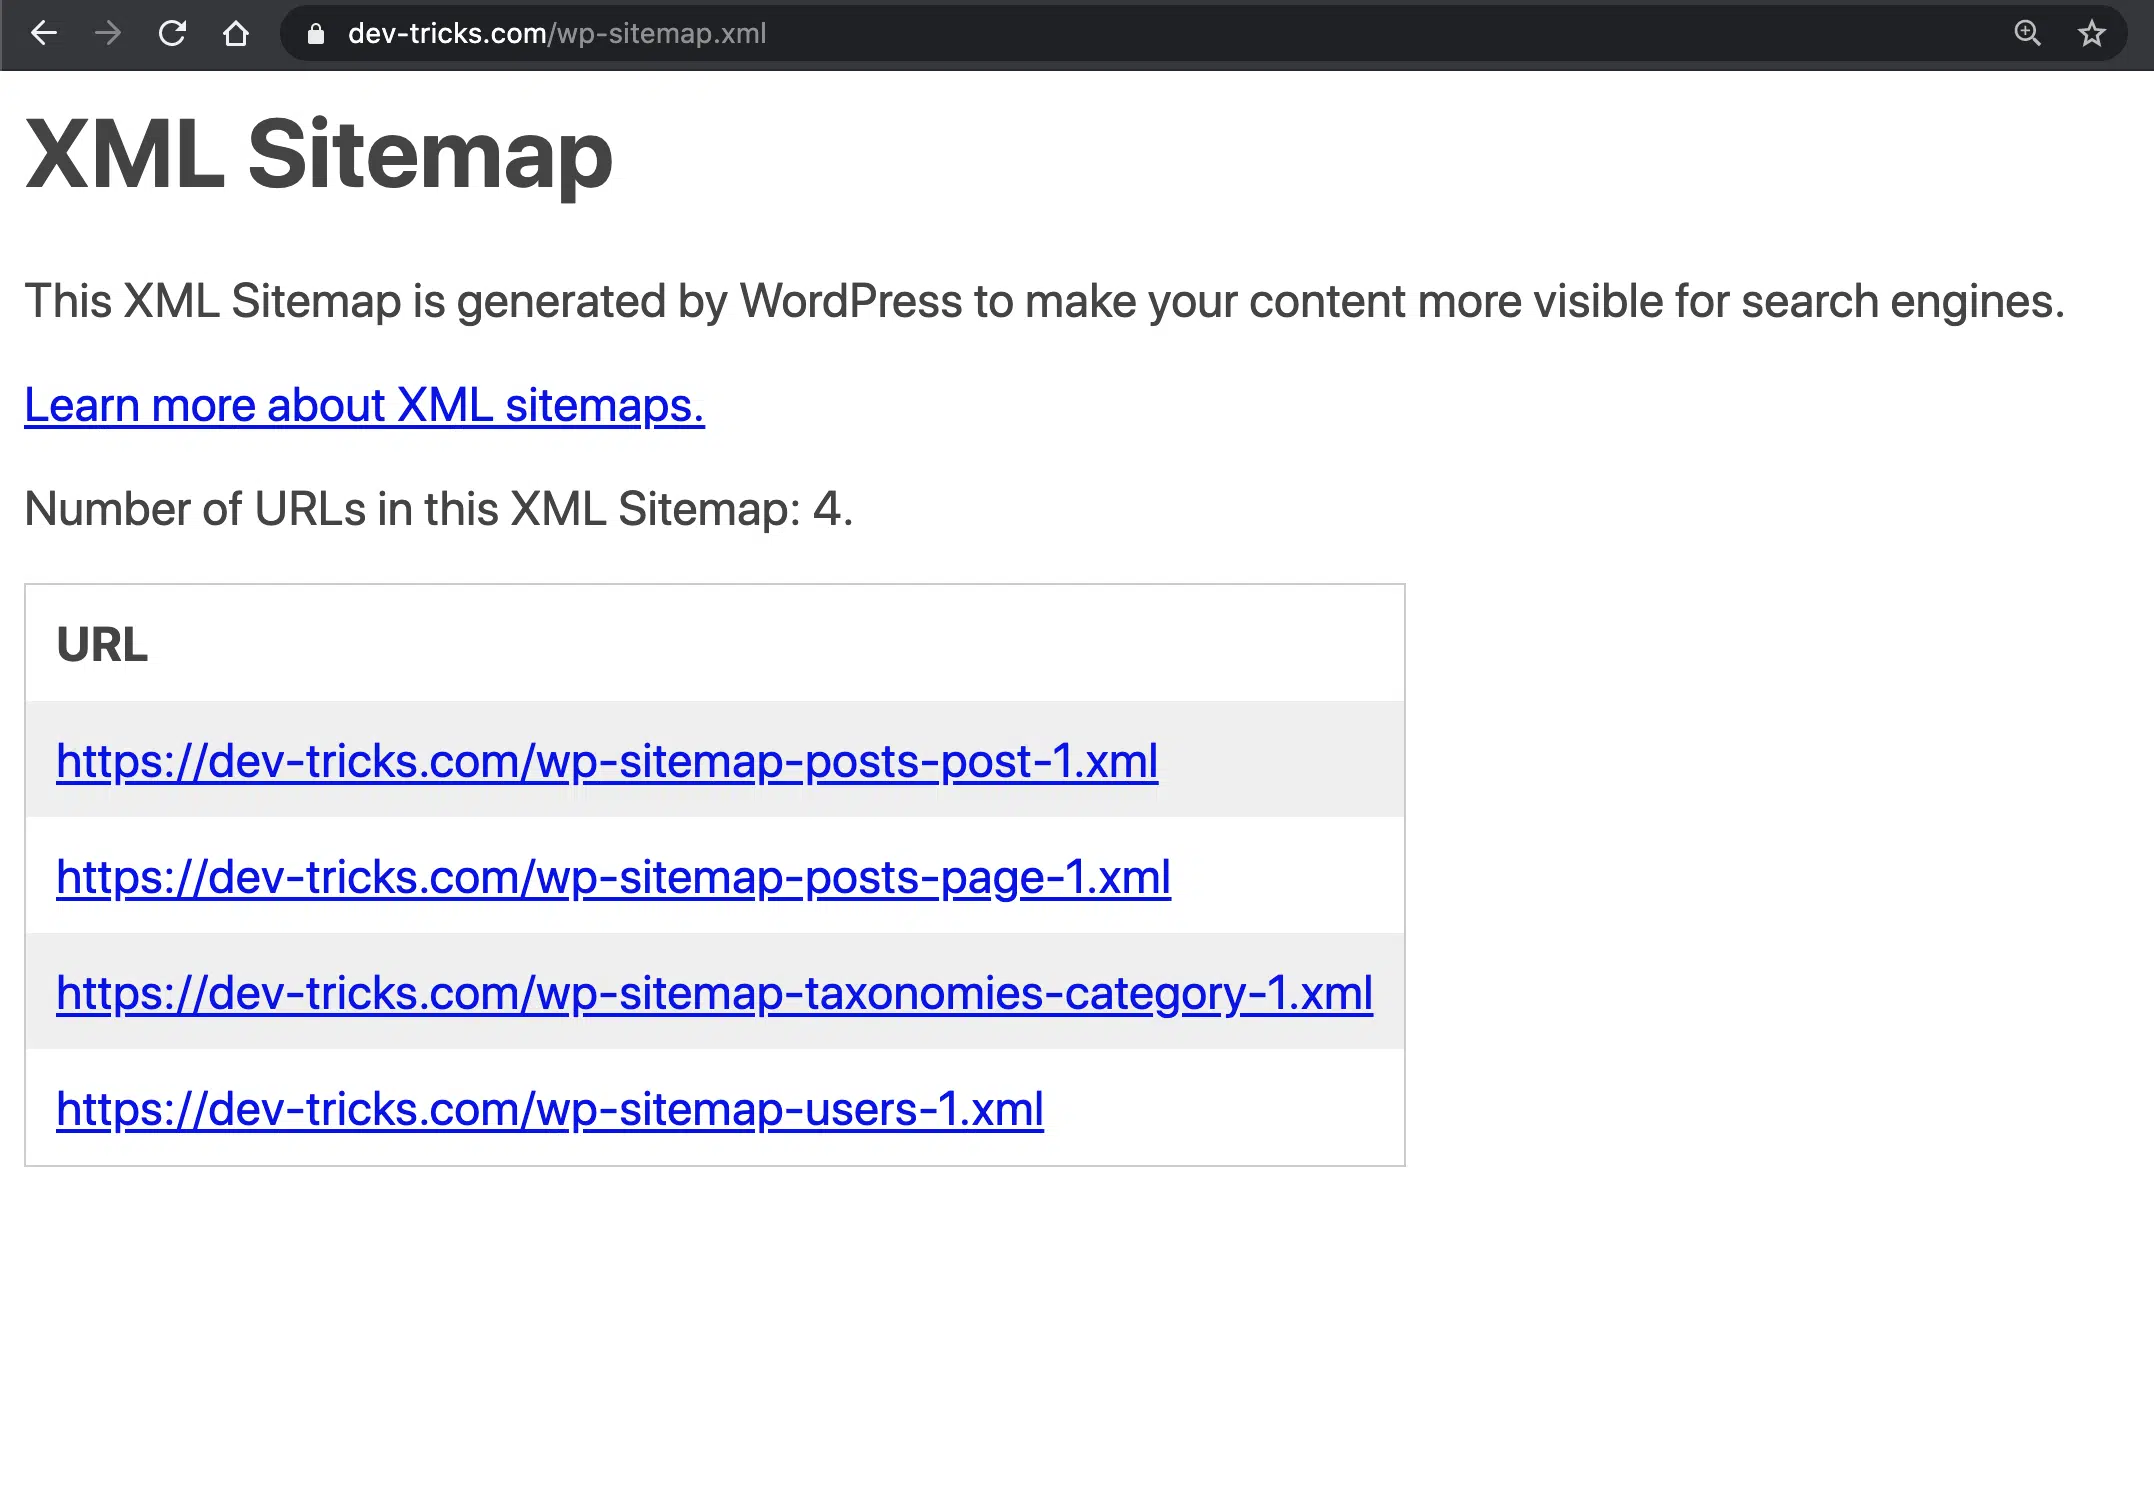 dev-tricks.com/wp-sitemap.xml
XML Sitemap
This XML Sitemap is generated by WordPress to make your content more visible for search engines.
Learn more about XML sitemaps.
Number of URLs in this XML Sitemap: 4.
URL
https://dev-tricks.com/wp-sitemap-posts-post-1.xml
https://dev-tricks.com/wp-sitemap-posts-page-1.xml
https://dev-tricks.com/wp-sitemap-taxonomies-category-1.xml
https://dev-tricks.com/wp-sitemap-users-1.xml